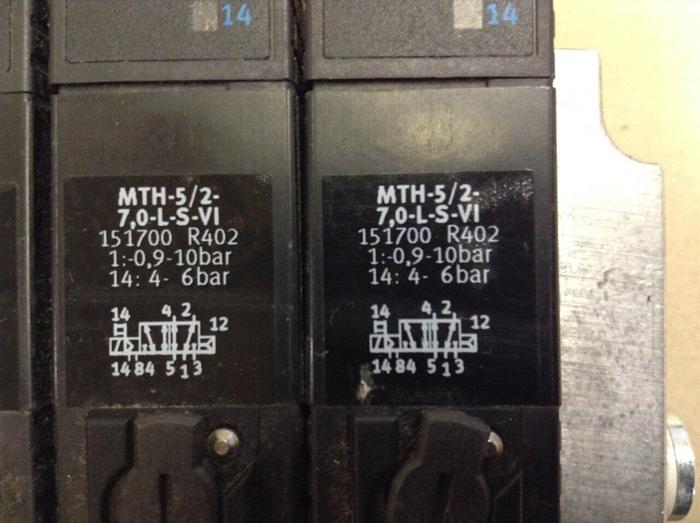 14
14
MTH-5/2-
7,0-L-S-VI
151700 R402
1:-0,9-10bar
14: 4- 6bar
14 4 2
12
14 84 5 1 3
MTH-5/2-
7,0-L-S-VI
151700 R402
1:-0,9-10bar
14: 4- 6bar
14 4 2
12
14 84 5 1 3